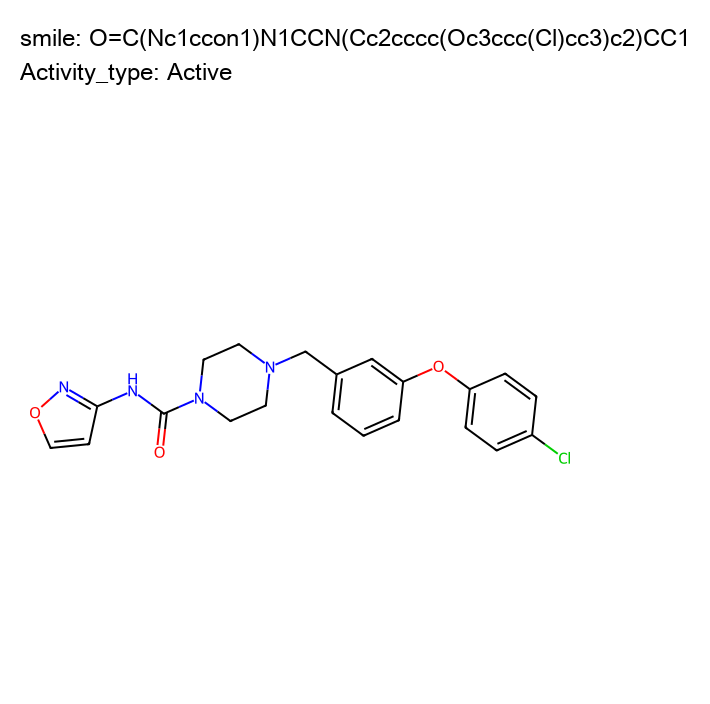 smile: O=C(Nc1ccon1)N1CCN(Cc2cccc(Oc3ccc(Cl)cc3)c2)CC1
Activity_type: Active
H
N
N
N
N
O
O
O
Cl